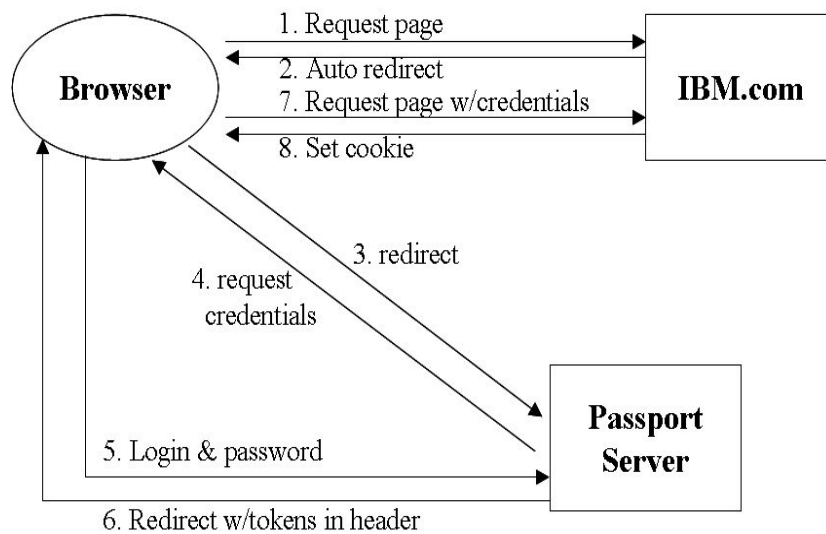 1. Request page
2. Auto redirect
Browser
IBM.com
7. Request page w/credentials
8. Set cookie
3. redirect
4. request
credentials
Passport
Server
5. Login & password
6. Redirect w/tokens in header